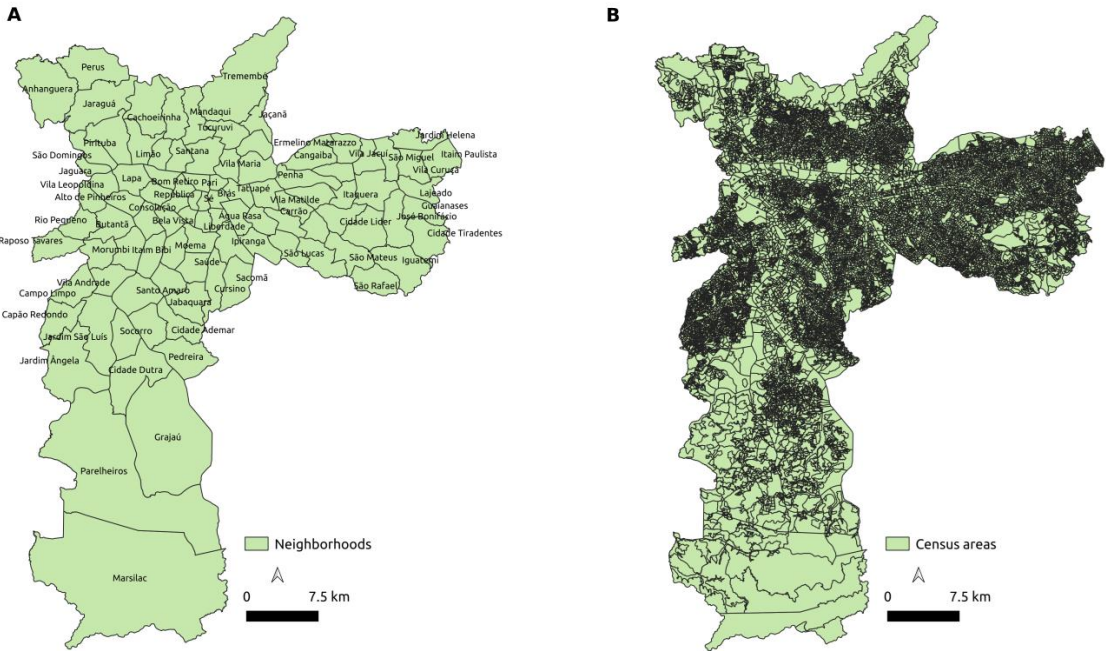 A
B
Perus
Tremembé
Anhanguera
Jaraguá
Mandaqui
Cachoeirinha
Jaçanã
Tucuruvi
Jardim Helena
Pirituba
Ermelino Matarazzo
Limão
Santana
Cangaiba
Vila Jacuí
São Miguel
Itaim Paulista
São Domingos
Vila Maria
Jaguara
Lapa
Penha
Vila Curuça
Vila Leopoldina
Bom Retiro
Pari
Tatuapé
Alto de Pinheiros
República
Sé
Brás
Vila Matilde
Itaquera
Lajeado
Consolação
Carrão
Guaianases
Rio Pequeno
Butantã
Bela Vista
Água Rasa
Liberdade
Cidade Lider
José Bonifácio
Raposo Tavares
Morumbi
Itaim Bibi
Moema
Ipiranga
Cidade Tiradentes
São Lucas
São Mateus
Iguatemi
Saúde
Vila Andrade
Sacomã
Campo Limpo
Santo Amaro
Cursino
São Rafael
Jabaquara
Capão Redondo
Socorro
Cidade Ademar
Jardim São Luís
Jardim Ângela
Pedreira
Cidade Dutra
Grajaú
Parelheiros
Marsilac
Neighborhoods
0 7.5 km
Census areas
0 7.5 km